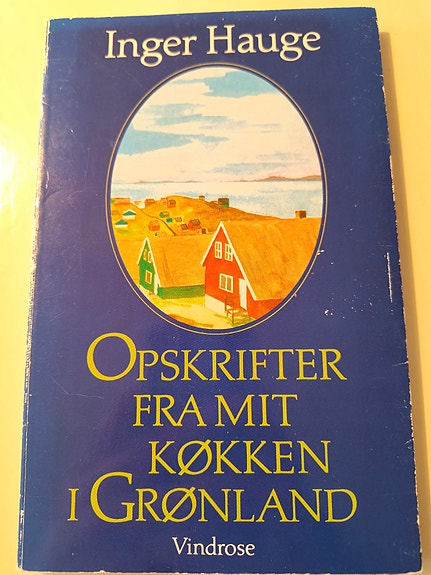 Inger Hauge
OPSKRIFTER
FRA MIT
KØKKEN
I GRØNLAND
Vindrose